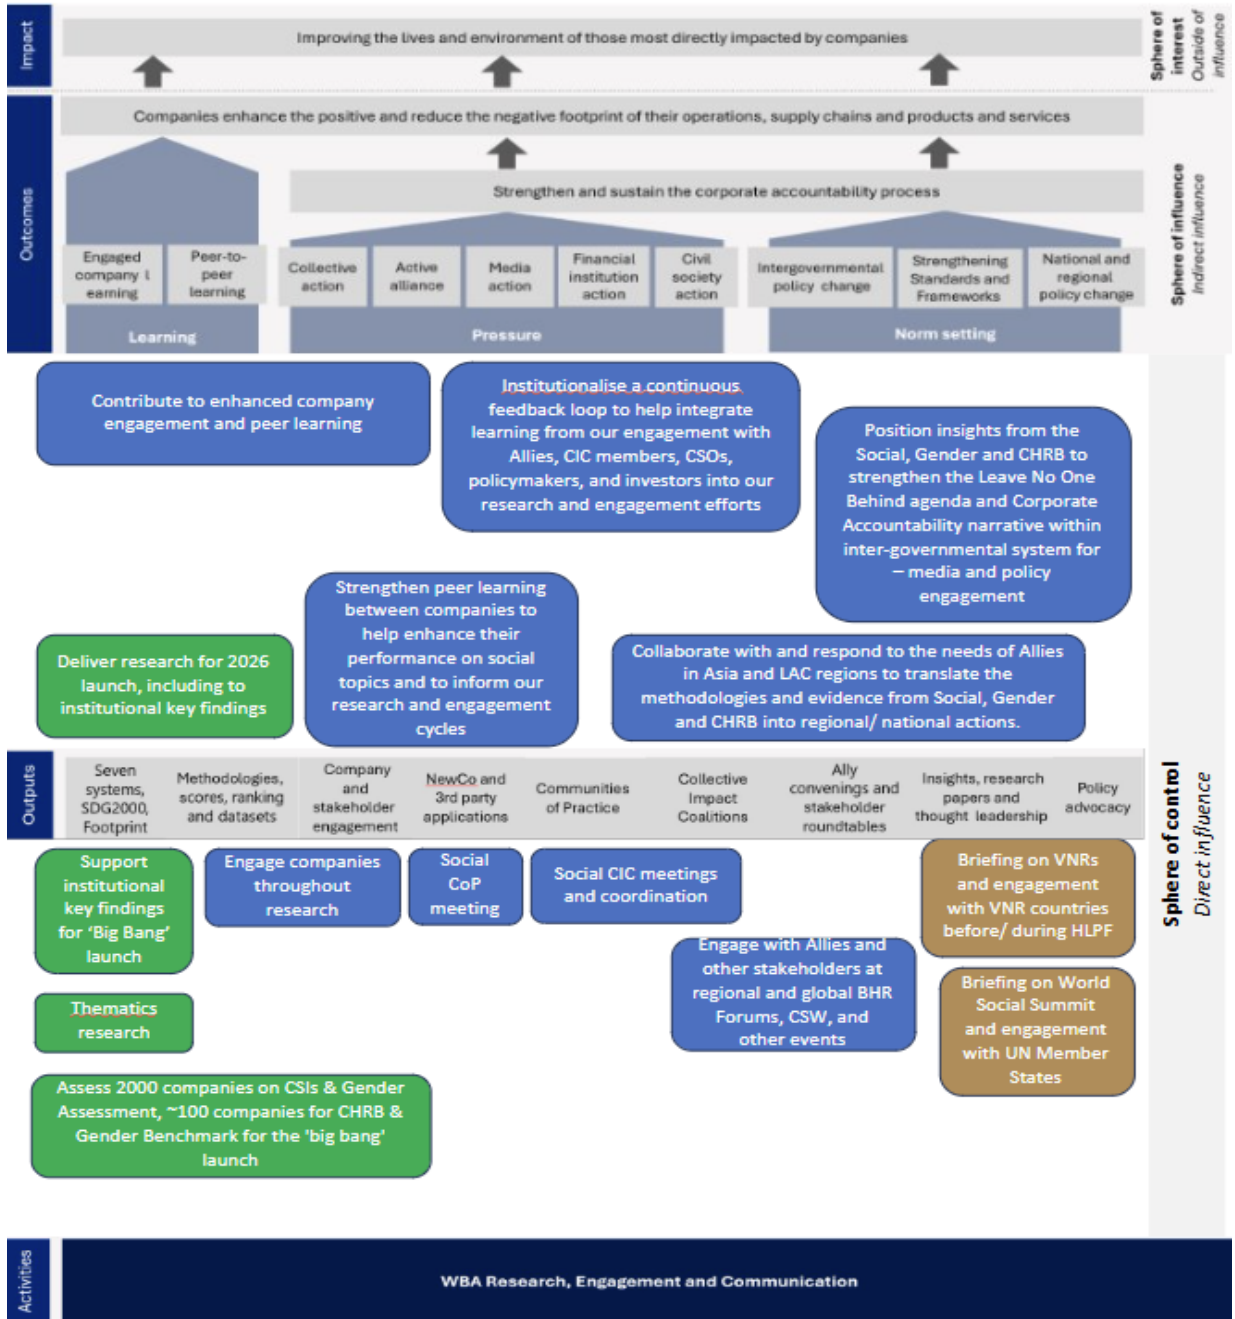 Impact
Improving the lives and environment of those most directly impacted by companies
Sphere of
interest
Outside of
influence
Outcomes
Companies enhance the positive and reduce the negative footprint of their operations, supply chains and products and services
Strengthen and sustain the corporate accountability process
Engaged
company l
earning
Peer-to-
peer
learning
Learning
Collective
action
Active
alliance
Media
action
Financial
institution
action
Civil
society
action
Pressure
Intergovernmental
policy change
Strengthening
Standards and
Frameworks
National and
regional
policy change
Norm setting
Sphere of influence
Indirect influence
Contribute to enhanced company
engagement and peer learning
Institutionalise a continuous
feedback loop to help integrate
learning from our engagement with
Allies, CIC members, CSOs,
policymakers, and investors into our
research and engagement efforts
Position insights from the
Social, Gender and CHRB to
strengthen the Leave No One
Behind agenda and Corporate
Accountability narrative within
inter-governmental system for
– media and policy
engagement
Deliver research for 2026
launch, including to
institutional key findings
Strengthen peer learning
between companies to
help enhance their
performance on social
topics and to inform our
research and engagement
cycles
Collaborate with and respond to the needs of Allies
in Asia and LAC regions to translate the
methodologies and evidence from Social, Gender
and CHRB into regional/ national actions.
Outputs
Seven
systems,
SDG2000,
Footprint
Methodologies,
scores, ranking
and datasets
Company
and
stakeholder
engagement
NewCo and
3rd party
applications
Communities
of Practice
Collective
Impact
Coalitions
Ally
convenings and
stakeholder
roundtables
Insights, research
papers and
thought leadership
Policy
advocacy
Sphere of control
Direct influence
Support
institutional
key findings
for ‘Big Bang’
launch
Engage companies
throughout
research
Social
CoP
meeting
Social CIC meetings
and coordination
Briefing on VNRs
and engagement
with VNR countries
before/ during HLPF
Engage with Allies and
other stakeholders at
regional and global BHR
Forums, CSW, and
other events
Briefing on World
Social Summit
and engagement
with UN Member
States
Thematics
research
Assess 2000 companies on CSIs & Gender
Assessment, ~100 companies for CHRB &
Gender Benchmark for the 'big bang'
launch
Activities
WBA Research, Engagement and Communication